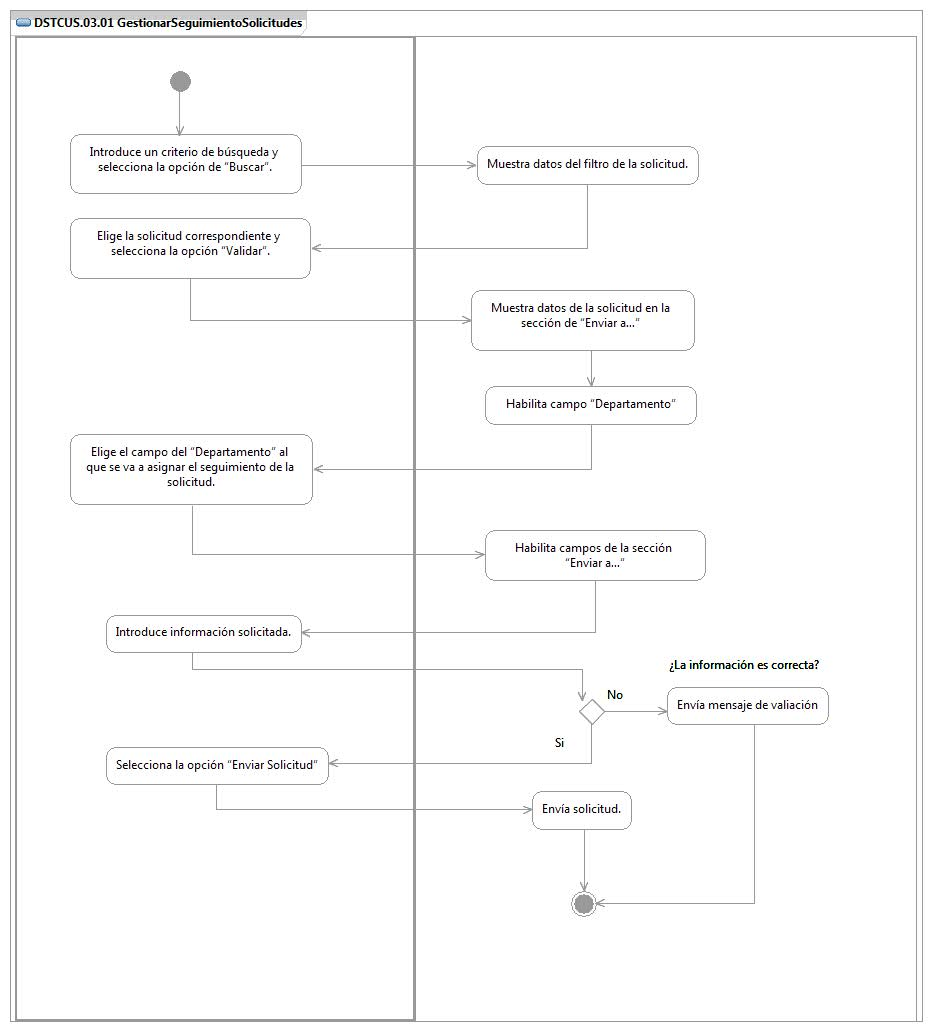 DSTCUS.03.01 GestionarSeguimientoSolicitudes
Introduce un criterio de búsqueda y
selecciona la opción de “Buscar”.
Muestra datos del filtro de la solicitud.
Elige la solicitud correspondiente y
selecciona la opción “Validar”.
Muestra datos de la solicitud en la
sección de “Enviar a...”
Habilita campo “Departamento”
Elige el campo del “Departamento” al
que se va a asignar el seguimiento de la
solicitud.
Habilita campos de la sección
“Enviar a...”
Introduce información solicitada.
¿La información es correcta?
No
Envía mensaje de valiación
Si
Selecciona la opción “Enviar Solicitud”
Envía solicitud.